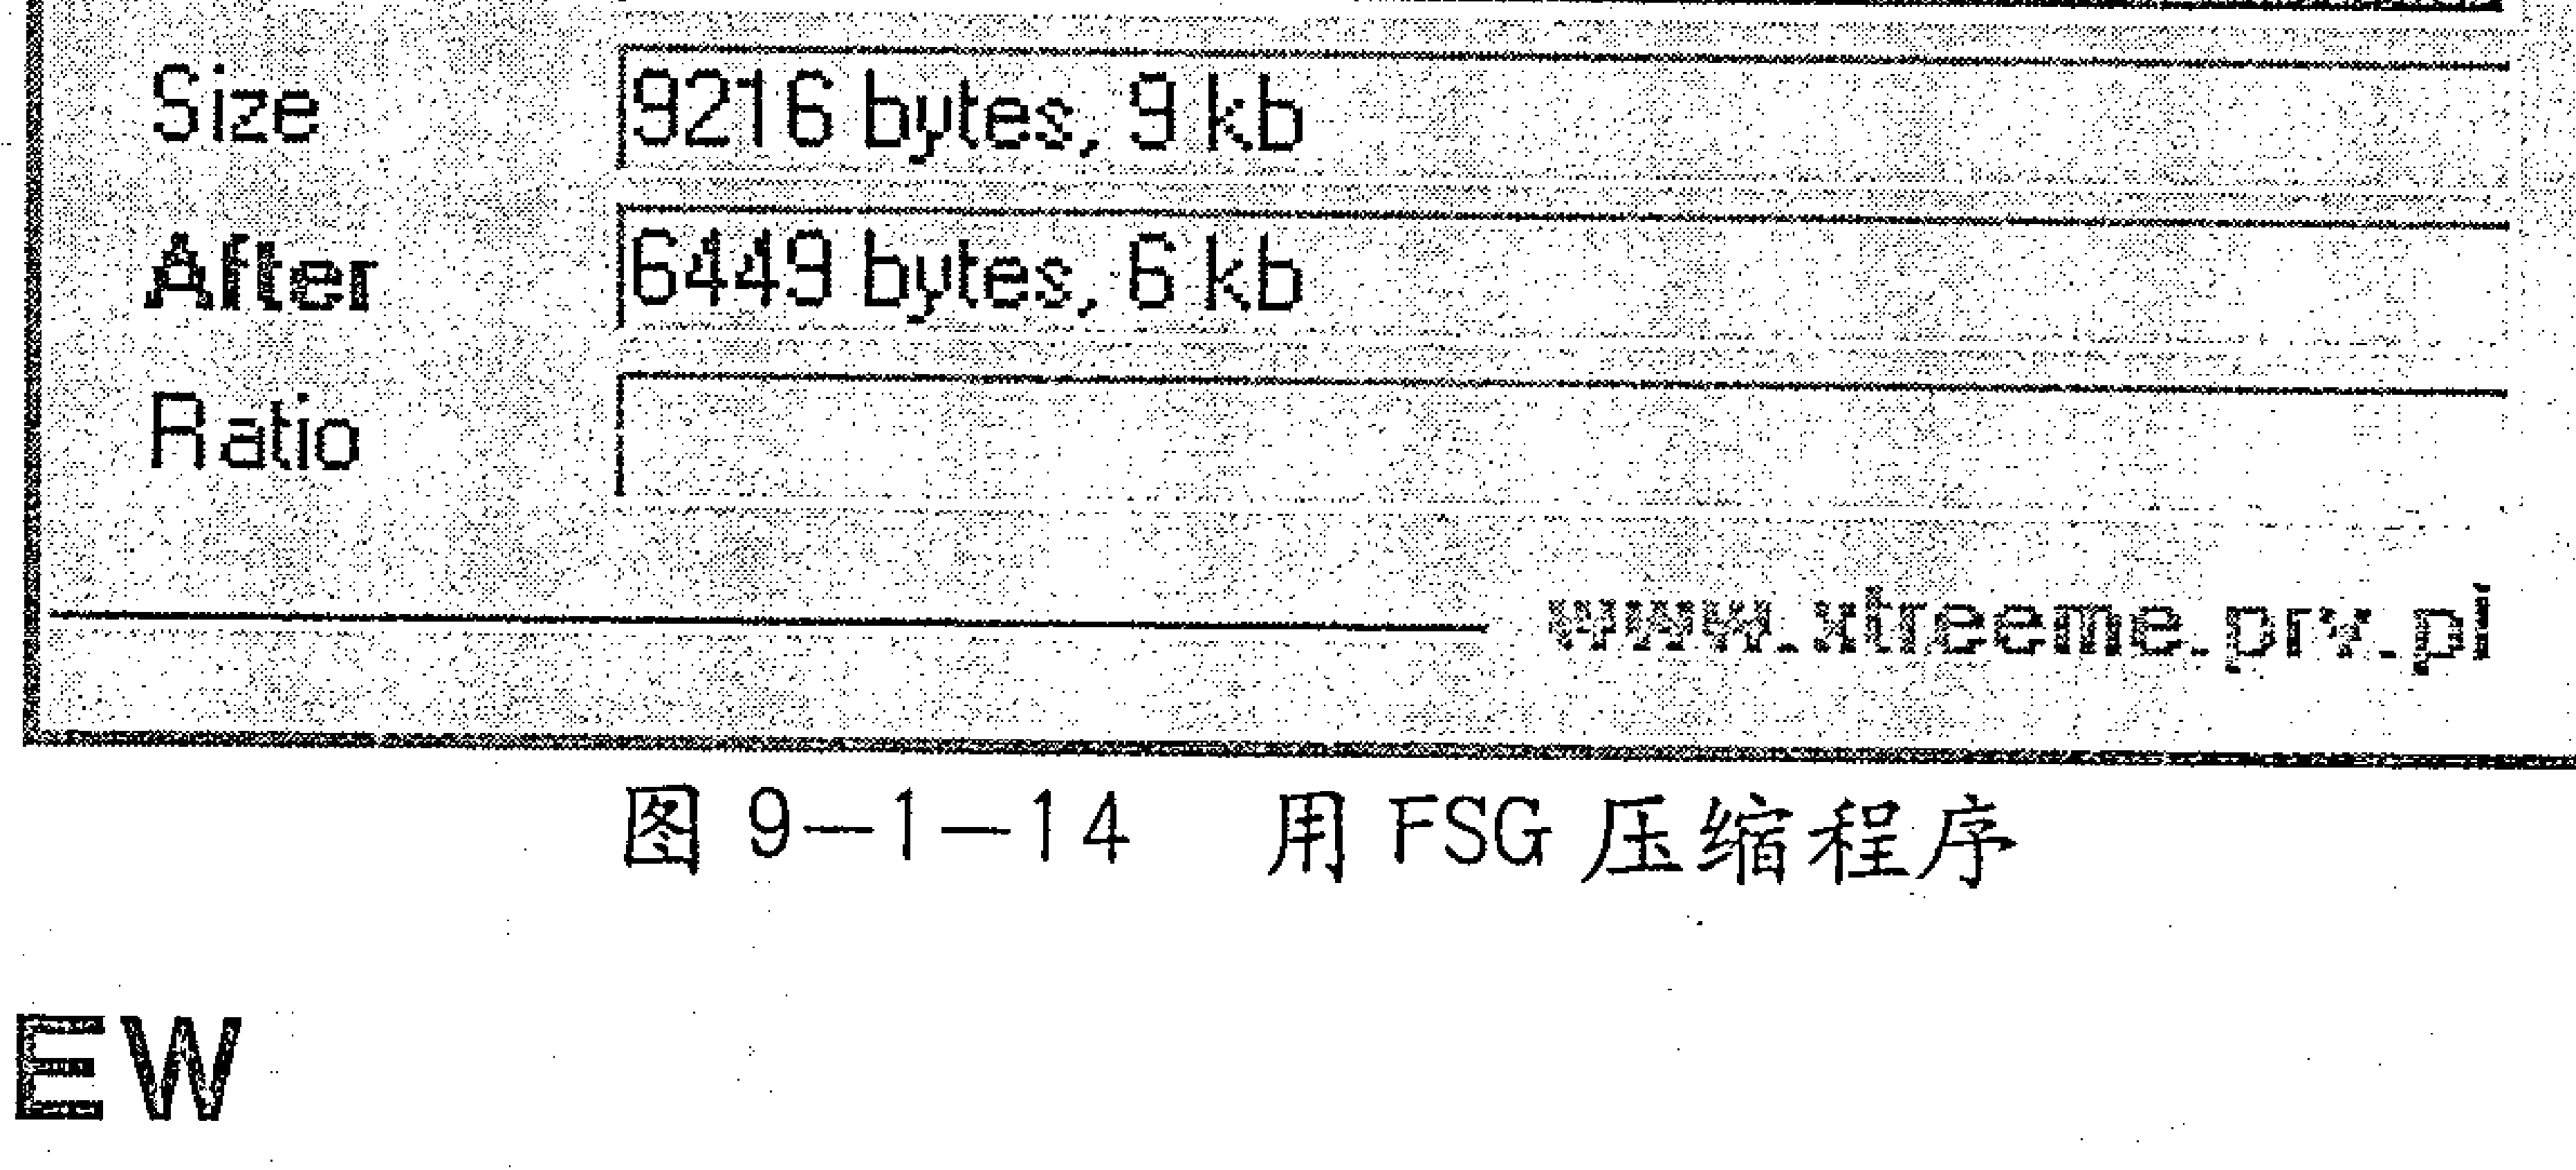 Size 9216 bytes, 9 kb
After 6449 bytes, 6 kb
Ratio
www.xtreeme.prv.pl
图 9—1—14 用 FSG 压缩程序
EW